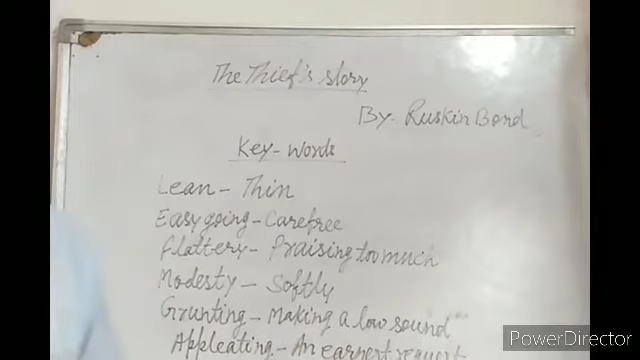 The Thief's story
By. Ruskin Bond
Key-words
Lean - Thin
Easy going - Carefree
Flattery - Praising too much
Modesty - Softly
Grunting - Making a low sound
Appleating - An earnest request
PowerDirector